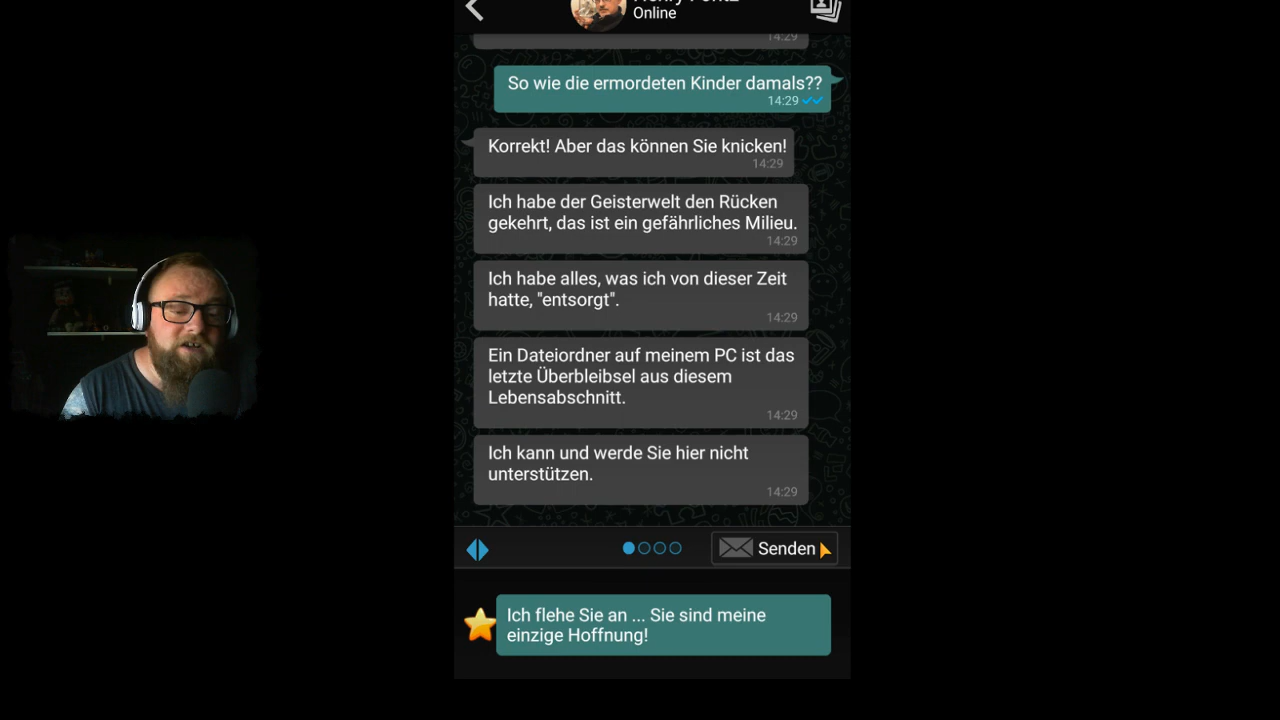 Online
14:29
So wie die ermordeten Kinder damals??
14:29
Korrekt! Aber das können Sie knicken!
14:29
Ich habe der Geisterwelt den Rücken
gekehrt, das ist ein gefährliches Milieu.
14:29
Ich habe alles, was ich von dieser Zeit
hatte, "entsorgt".
14:29
Ein Dateiordner auf meinem PC ist das
letzte Überbleibsel aus diesem
Lebensabschnitt.
14:29
Ich kann und werde Sie hier nicht
unterstützen.
14:29
Senden
Ich flehe Sie an ... Sie sind meine
einzige Hoffnung!